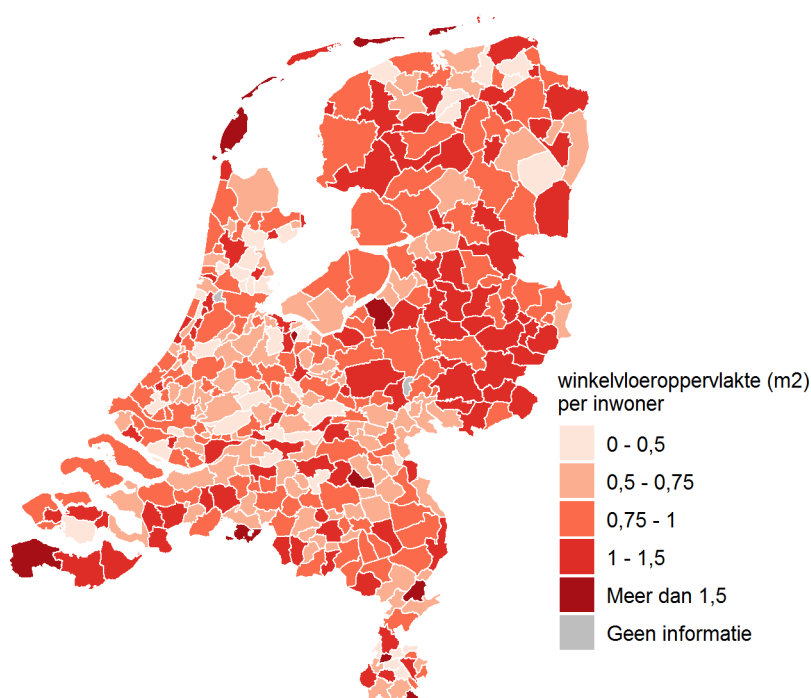 winkelvloeroppervlakte (m2)
per inwoner
0 - 0,5
0,5 - 0,75
0,75 - 1
1 - 1,5
Meer dan 1,5
Geen informatie